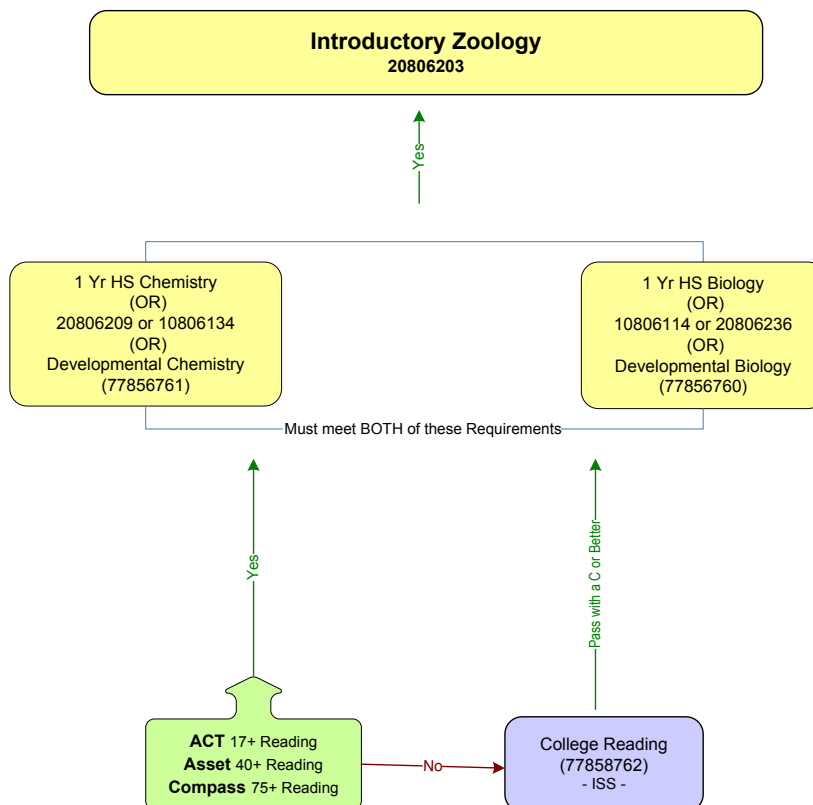 Introductory Zoology
20806203
Yes
1 Yr HS Chemistry
(OR)
20806209 or 10806134
(OR)
Developmental Chemistry
(77856761)
1 Yr HS Biology
(OR)
10806114 or 20806236
(OR)
Developmental Biology
(77856760)
Must meet BOTH of these Requirements
Yes
Pass with a C or Better
ACT 17+ Reading
Asset 40+ Reading
Compass 75+ Reading
No
College Reading
(77858762)
- ISS -